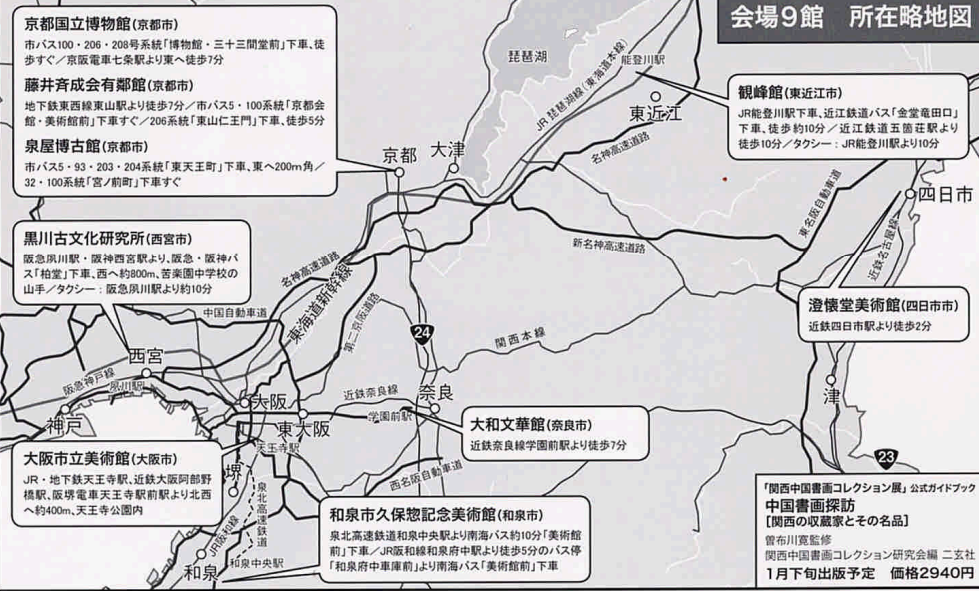 会場9館　所在略地図
京都国立博物館(京都市)
市バス100・206・208号系統「博物館・三十三間堂前」下車、徒
歩すぐ／京阪電車七条駅より東へ徒歩7分
藤井斉成会有鄰館(京都市)
地下鉄東西線東山駅より徒歩7分／市バス5・100系統「京都会
館・美術館前」下車すぐ／206系統「東山仁王門」下車、徒歩5分
泉屋博古館(京都市)
市バス5・93・203・204系統「東天王町」下車、東へ200m角／
32・100系統「宮ノ前町」下車すぐ
琵琶湖
JR琵琶湖線(東海道本線)
能登川駅
東近江
名神高速道路
京都
大津
観峰館(東近江市)
JR能登川駅下車、近江鉄道バス「金堂竜田口」
下車、徒歩約10分／近江鉄道五箇荘駅より
徒歩10分／タクシー：JR能登川駅より10分
東名阪自動車道
四日市
近鉄名古屋線
新名神高速道路
黒川古文化研究所(西宮市)
阪急夙川駅・阪神西宮駅より、阪急・阪神バ
ス「柏堂」下車、西へ約800m、苦楽園中学校の
山手／タクシー：阪急夙川駅より約10分
名神高速道路
東海道新幹線
第二京阪道路
中国自動車道
24
関西本線
澄懐堂美術館(四日市市)
近鉄四日市駅より徒歩2分
西宮
阪急神戸線
夙川駅
神戸
大阪
東大阪
近鉄奈良線
学園前駅
奈良
津
天王寺駅
大和文華館(奈良市)
近鉄奈良線学園前駅より徒歩7分
大阪市立美術館(大阪市)
JR・地下鉄天王寺駅、近鉄大阪阿部野
橋駅、阪堺電車天王寺駅前駅より北西
へ約400m、天王寺公園内
堺
西名阪自動車道
泉北高速鉄道
JR阪和線
和泉中央駅
和泉
和泉市久保惣記念美術館(和泉市)
泉北高速鉄道和泉中央駅より南海バス約10分「美術館
前」下車／JR阪和線和泉府中駅より徒歩5分のバス停
「和泉府中車庫前」より南海バス「美術館前」下車
23
「関西中国書画コレクション展」公式ガイドブック
中国書画探訪
[関西の収蔵家とその名品]
曽布川寛監修
関西中国書画コレクション研究会編　二玄社
1月下旬出版予定　価格2940円